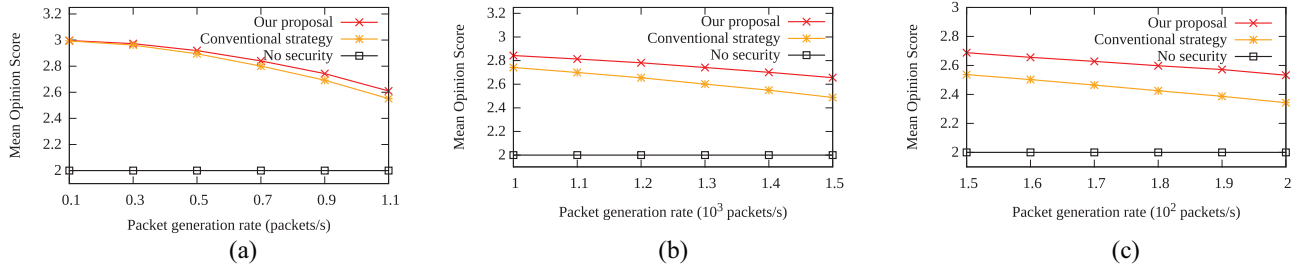 3.2
3
2.8
2.6
2.4
2.2
2
Mean Opinion Score
Our proposal
Conventional strategy
No security
0.1 0.3 0.5 0.7 0.9 1.1
Packet generation rate (packets/s)
(a)
3.2
3
2.8
2.6
2.4
2.2
2
Mean Opinion Score
Our proposal
Conventional strategy
No security
1 1.1 1.2 1.3 1.4 1.5
Packet generation rate (10³ packets/s)
(b)
3
2.8
2.6
2.4
2.2
2
Mean Opinion Score
Our proposal
Conventional strategy
No security
1.5 1.6 1.7 1.8 1.9 2
Packet generation rate (10² packets/s)
(c)